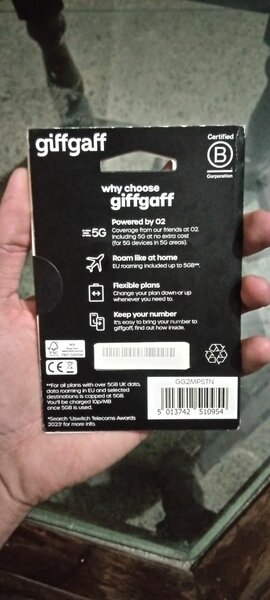 giffgaff
Certified
B
Corporation
why choose
giffgaff
Powered by O2
5G
Coverage from our friends at O2.
Including 5G at no extra cost
(for 5G devices in 5G areas).
Roam like at home
EU roaming included up to 5GB**.
Flexible plans
Change your plan down or up
whenever you need to.
Keep your number
It's easy to bring your number to
giffgaff, find out how inside.
FSC
MIX
CE
**For all plans with over 5GB UK data,
data roaming in EU and selected
destinations is capped at 5GB.
You'll be charged 10p/MB
once 5GB is used.
*Search 'Uswitch Telecoms Awards
2023' for more info.
GG2MPSTN
5 013742 510954